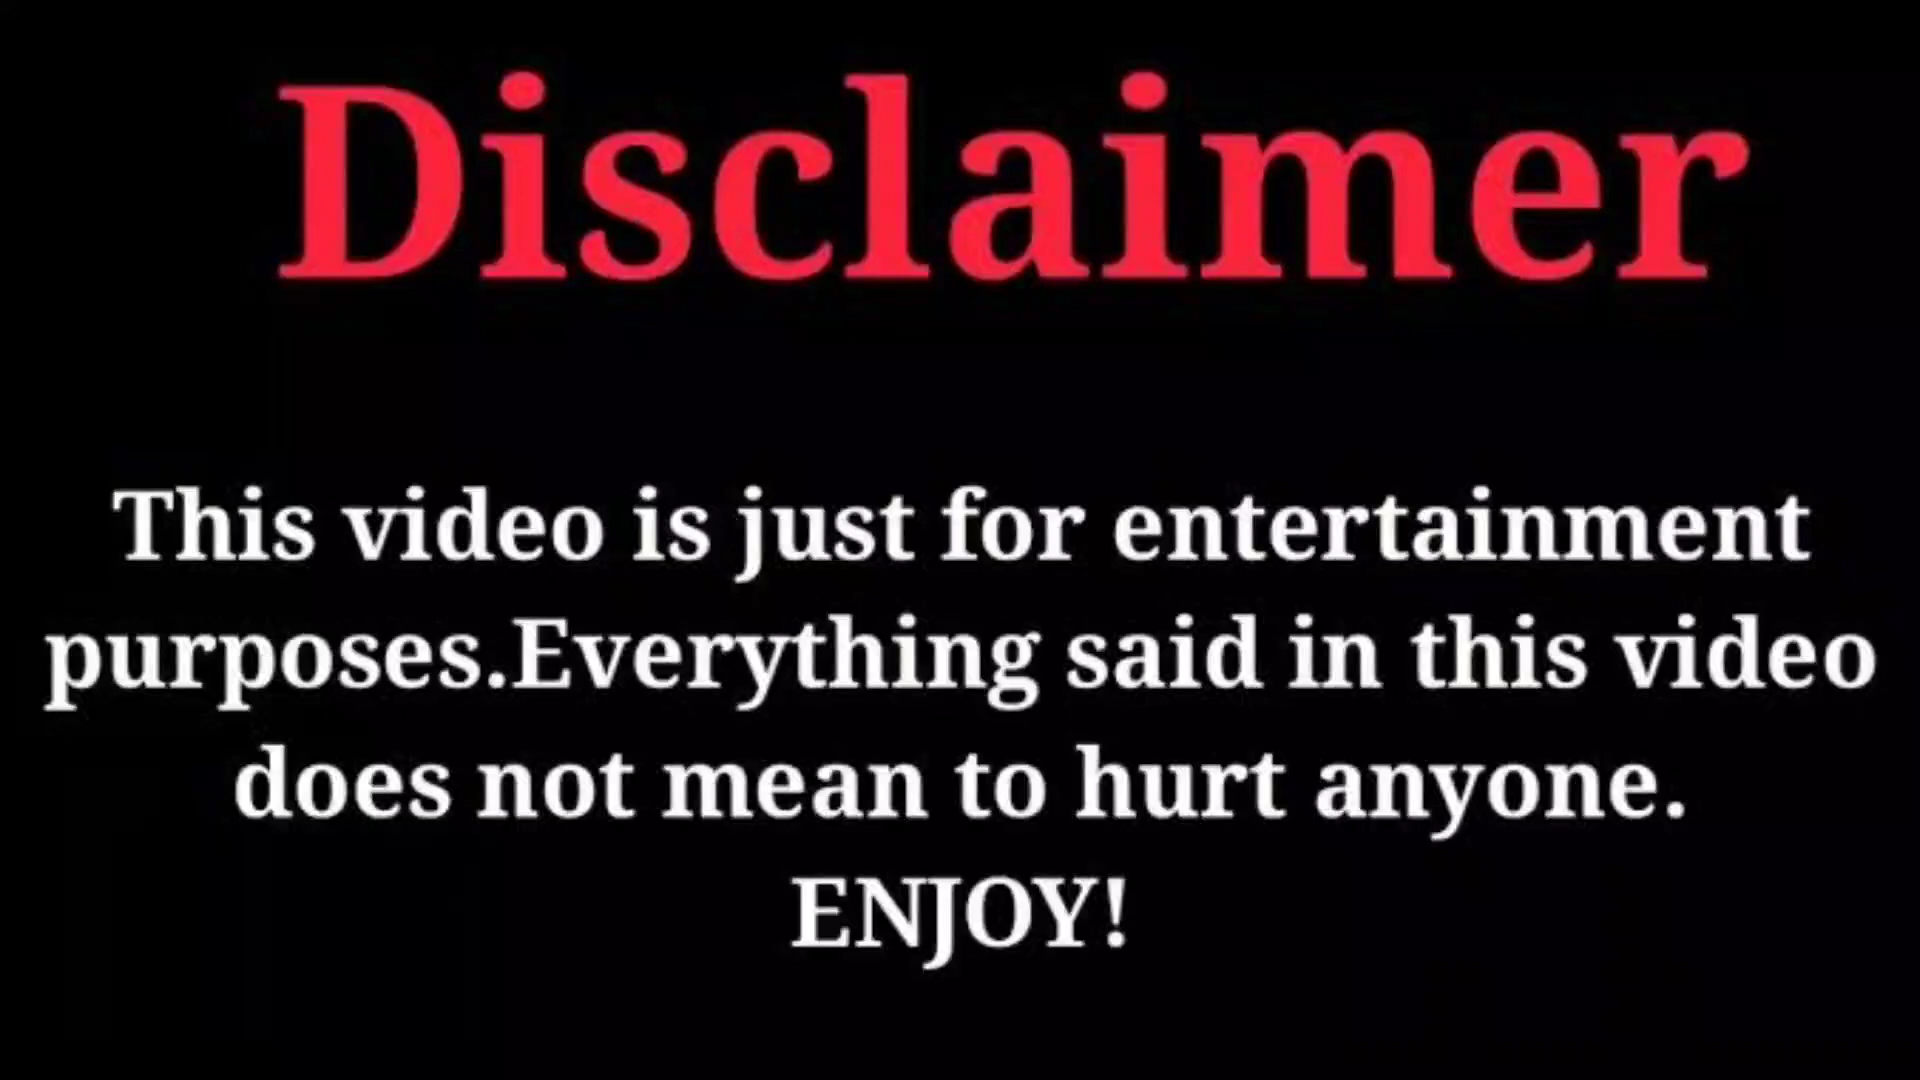 Disclaimer
This video is just for entertainment
purposes.Everything said in this video
does not mean to hurt anyone.
ENJOY!